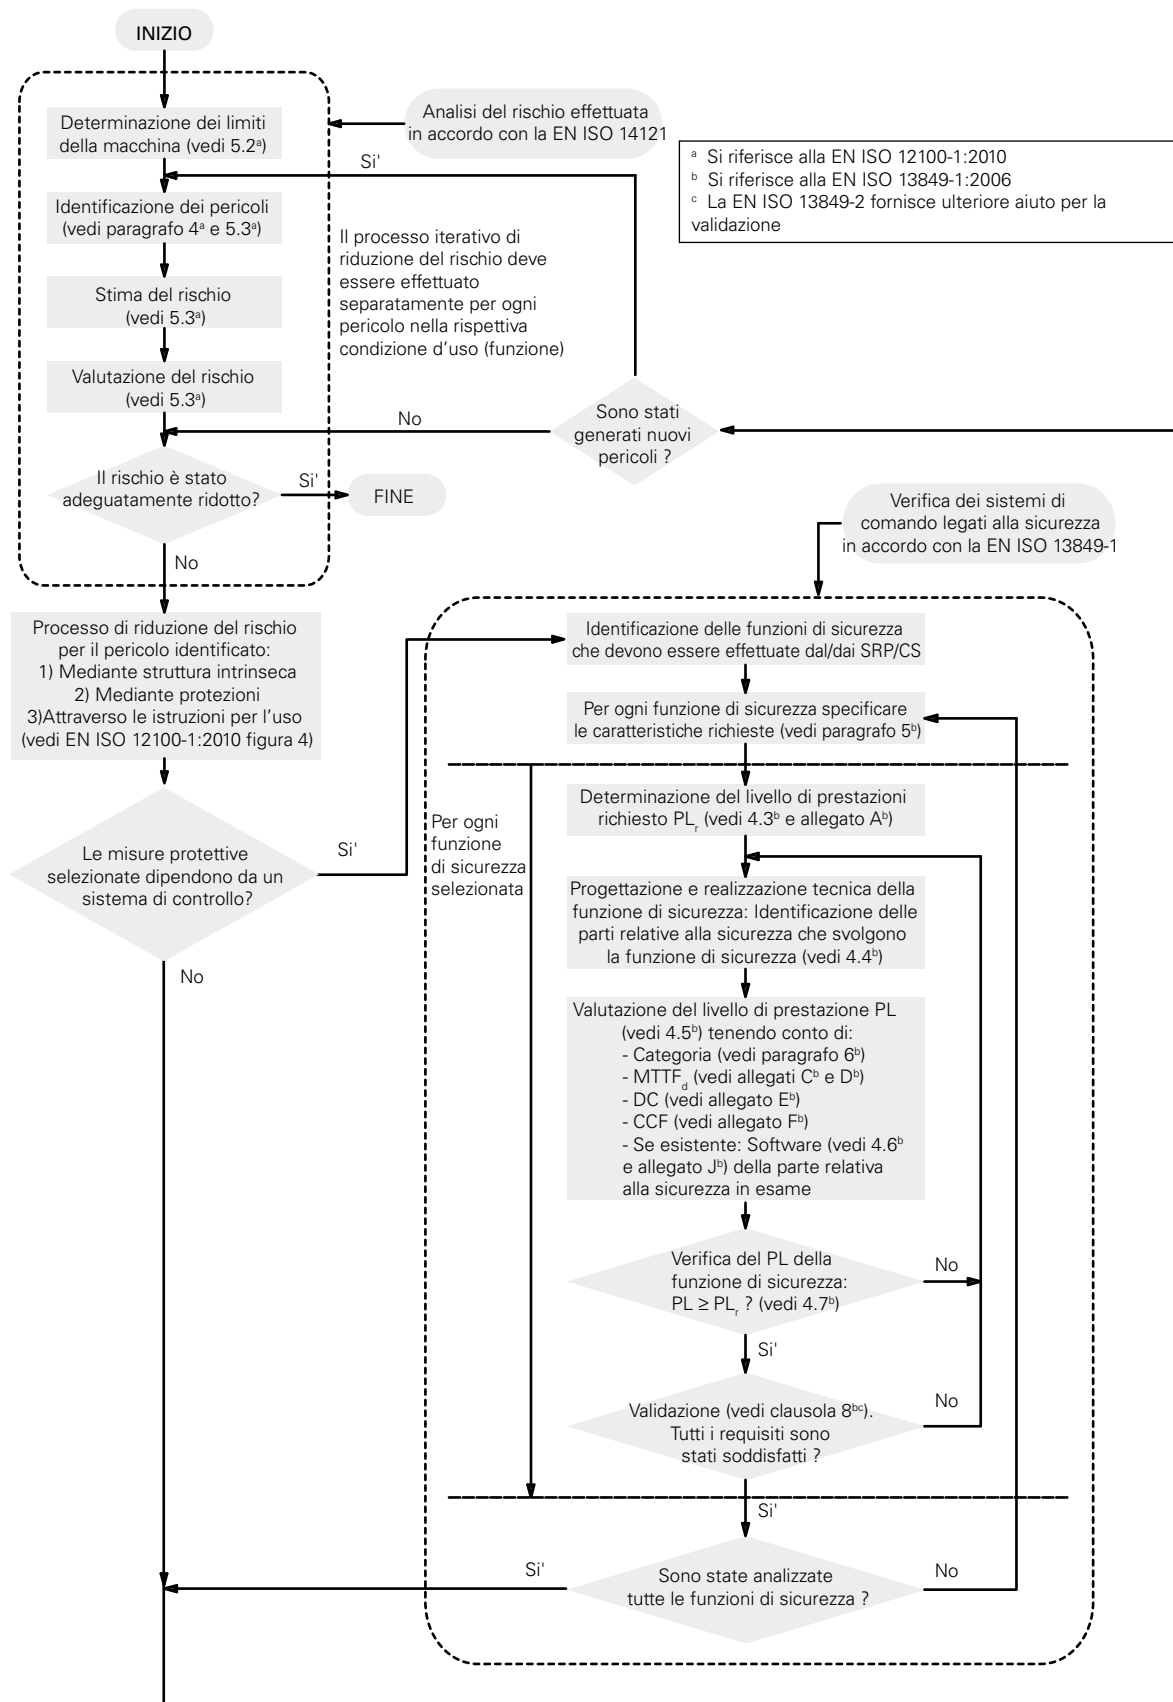 INIZIO
Determinazione dei limiti
della macchina (vedi 5.2ª)
Analisi del rischio effettuata
in accordo con la EN ISO 14121
Si'
ª Si riferisce alla EN ISO 12100-1:2010
ᵇ Si riferisce alla EN ISO 13849-1:2006
ᶜ La EN ISO 13849-2 fornisce ulteriore aiuto per la
validazione
Identificazione dei pericoli
(vedi paragrafo 4ª e 5.3ª)
Il processo iterativo di
riduzione del rischio deve
essere effettuato
separatamente per ogni
pericolo nella rispettiva
condizione d'uso (funzione)
Stima del rischio
(vedi 5.3ª)
Valutazione del rischio
(vedi 5.3ª)
No
Sono stati
generati nuovi
pericoli ?
Il rischio è stato
adeguatamente ridotto?
Si'
FINE
No
Verifica dei sistemi di
comando legati alla sicurezza
in accordo con la EN ISO 13849-1
Processo di riduzione del rischio
per il pericolo identificato:
1) Mediante struttura intrinseca
2) Mediante protezioni
3)Attraverso le istruzioni per l'uso
(vedi EN ISO 12100-1:2010 figura 4)
Identificazione delle funzioni di sicurezza
che devono essere effettuate dal/dai SRP/CS
Per ogni funzione di sicurezza specificare
le caratteristiche richieste (vedi paragrafo 5ᵇ)
Determinazione del livello di prestazioni
richiesto PLᵣ (vedi 4.3ᵇ e allegato Aᵇ)
Per ogni
funzione
di sicurezza
selezionata
Le misure protettive
selezionate dipendono da un
sistema di controllo?
Si'
No
Progettazione e realizzazione tecnica della
funzione di sicurezza: Identificazione delle
parti relative alla sicurezza che svolgono
la funzione di sicurezza (vedi 4.4ᵇ)
Valutazione del livello di prestazione PL
(vedi 4.5ᵇ) tenendo conto di:
- Categoria (vedi paragrafo 6ᵇ)
- MTTFd (vedi allegati Cᵇ e Dᵇ)
- DC (vedi allegato Eᵇ)
- CCF (vedi allegato Fᵇ)
- Se esistente: Software (vedi 4.6ᵇ
e allegato Jᵇ) della parte relativa
alla sicurezza in esame
Verifica del PL della
funzione di sicurezza:
PL ≥ PLᵣ ? (vedi 4.7ᵇ)
No
Si'
Validazione (vedi clausola 8ᵇᶜ).
Tutti i requisiti sono
stati soddisfatti ?
No
Si'
Sono state analizzate
tutte le funzioni di sicurezza ?
Si'
No